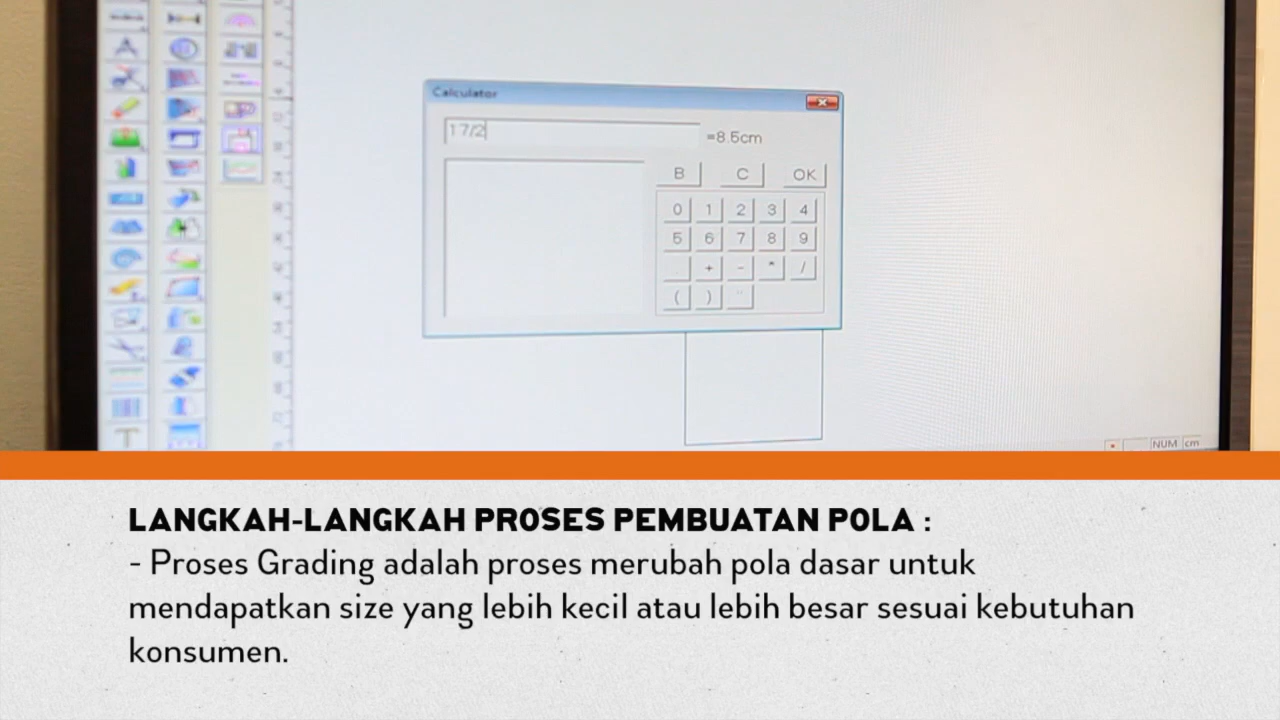 Calculator
17/2
=8.5cm
B C OK
0 1 2 3 4
5 6 7 8 9
. + - * /
( )
NUM cm
LANGKAH-LANGKAH PROSES PEMBUATAN POLA :
- Proses Grading adalah proses merubah pola dasar untuk
mendapatkan size yang lebih kecil atau lebih besar sesuai kebutuhan
konsumen.